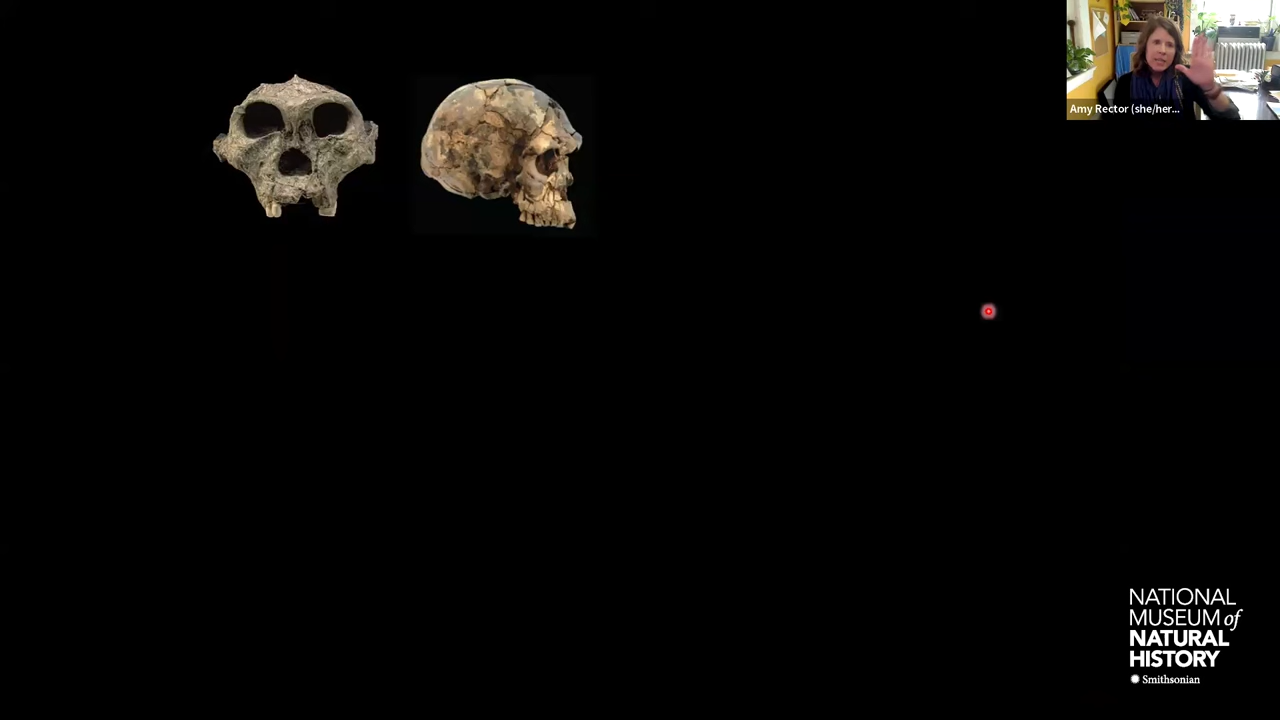 Amy Rector (she/her...
NATIONAL
MUSEUM of
NATURAL
HISTORY
Smithsonian